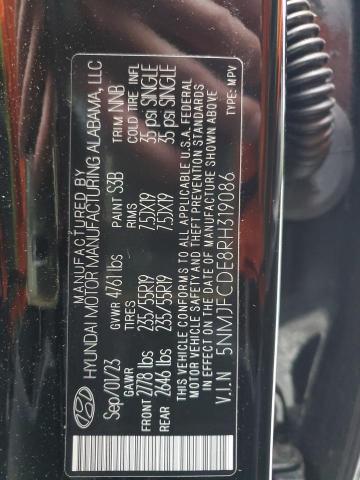 MANUFACTURED BY
HYUNDAI MOTOR MANUFACTURING ALABAMA, LLC
Sep/01/23 GVWR 4761 lbs PAINT S3B TRIM NNB
TIRES RIMS COLD TIRE INFL
FRONT 2778 lbs 235/55R19 7.5JX19 35 psi SINGLE
REAR 2646 lbs 235/55R19 7.5JX19 35 psi SINGLE
THIS VEHICLE CONFORMS TO ALL APPLICABLE U.S.A. FEDERAL
MOTOR VEHICLE SAFETY AND THEFT PREVENTION STANDARDS
IN EFFECT ON THE DATE OF MANUFACTURE SHOWN ABOVE
V.I.N 5NMJFCDE8RH319086 TYPE: MPV